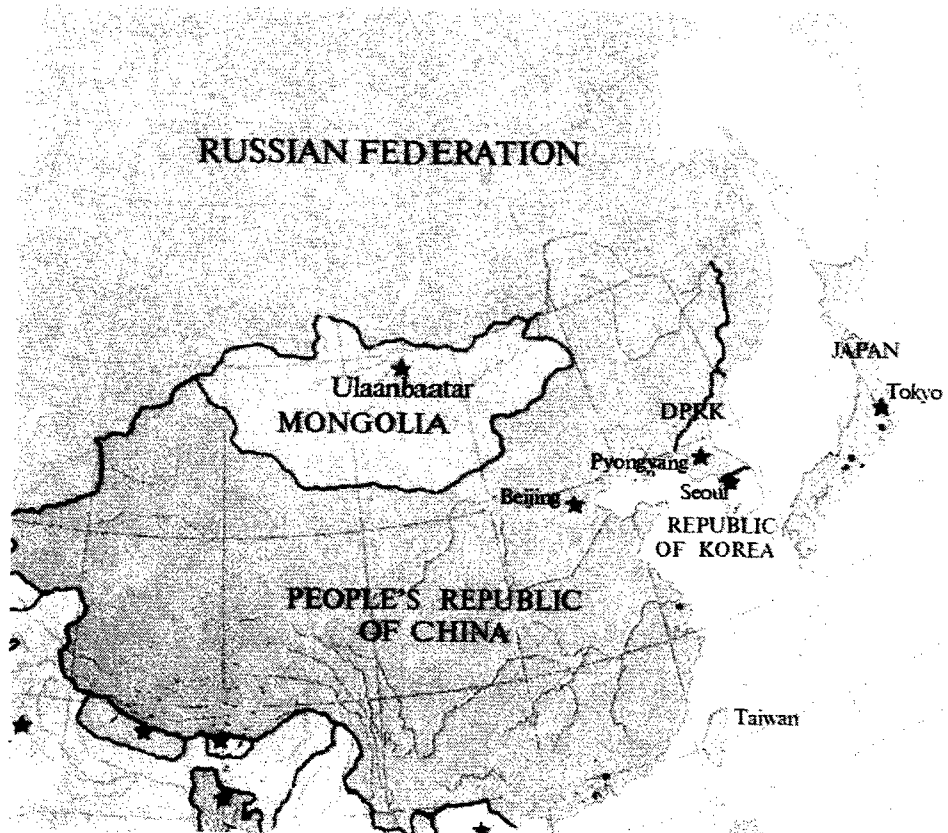 RUSSIAN FEDERATION
JAPAN
Ulaanbaatar
Tokyo
MONGOLIA
DPRK
Pyongyang
Beijing
Seoul
REPUBLIC
OF KOREA
PEOPLE'S REPUBLIC
OF CHINA
Taiwan